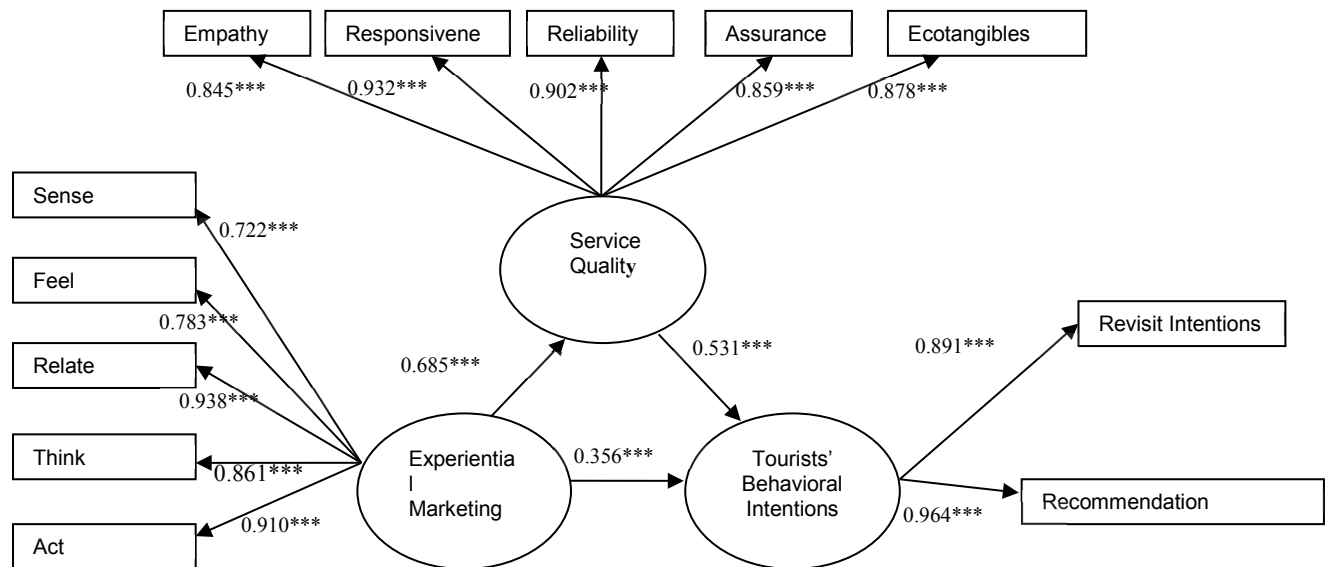 Empathy
Responsivene
Reliability
Assurance
Ecotangibles
0.845***
0.932***
0.902***
0.859***
0.878***
Sense
0.722***
Service
Quality
Feel
0.783***
Revisit Intentions
0.891***
Relate
0.685***
0.531***
0.938***
Think
0.861***
Experientia
l
Marketing
0.356***
Tourists’
Behavioral
Intentions
Recommendation
0.964***
Act
0.910***